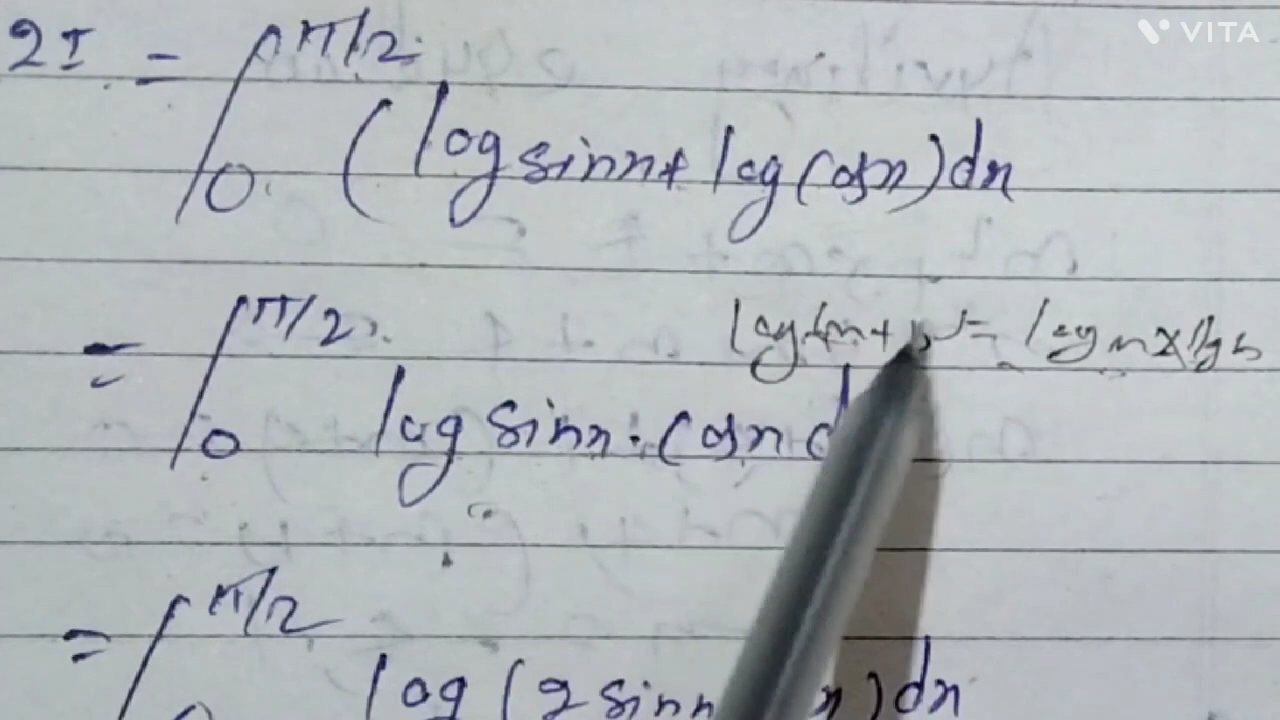 VITA
2I = ∫₀^π/2 (log sinx + log cosx) dx
log(m+n) = log m × log n
= ∫₀^π/2 log sinx · cosx d
= ∫₀^π/2 log (2 sinx x) dx